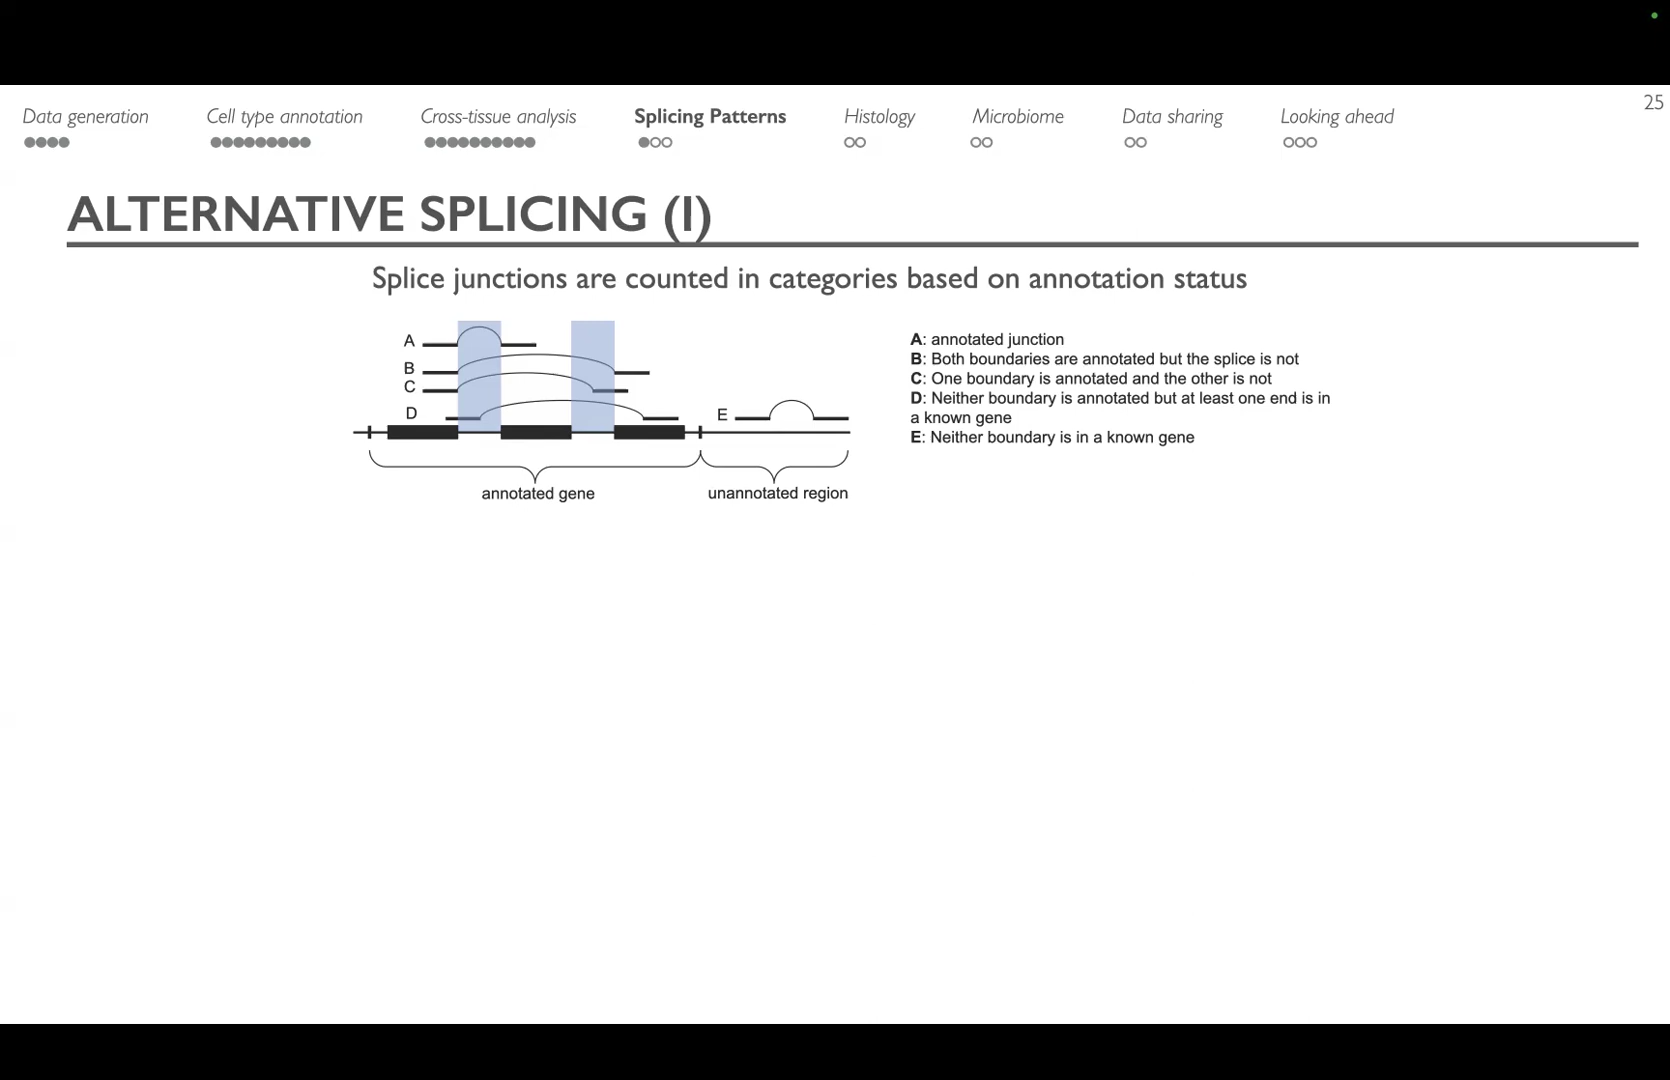 Data generation Cell type annotation Cross-tissue analysis Splicing Patterns Histology Microbiome Data sharing Looking ahead 25
ALTERNATIVE SPLICING (I)
Splice junctions are counted in categories based on annotation status
A
B
C
D
E
annotated gene
unannotated region
A: annotated junction
B: Both boundaries are annotated but the splice is not
C: One boundary is annotated and the other is not
D: Neither boundary is annotated but at least one end is in
a known gene
E: Neither boundary is in a known gene